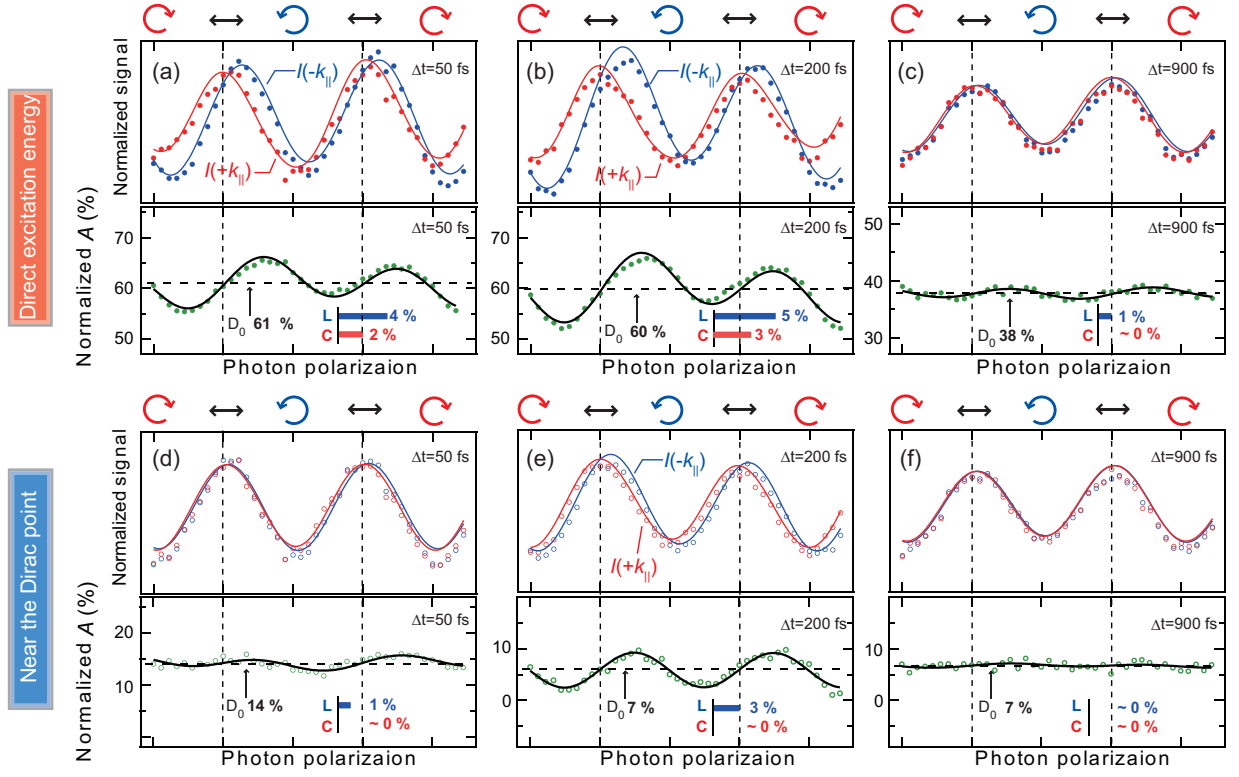 Direct excitation energy
Normalized signal
(a)
Δt=50 fs
I(-k||)
I(+k||)
(b)
Δt=200 fs
I(-k||)
I(+k||)
(c)
Δt=900 fs
Normalized A (%)
70
60
50
Δt=50 fs
D0 61 %
L 4 %
C 2 %
70
60
50
Δt=200 fs
D0 60 %
L 5 %
C 3 %
50
40
30
Δt=900 fs
D0 38 %
L 1 %
C ~ 0 %
Photon polarizaion
Photon polarizaion
Photon polarizaion
Near the Dirac point
Normalized signal
(d)
Δt=50 fs
(e)
Δt=200 fs
I(-k||)
I(+k||)
(f)
Δt=900 fs
Normalized A (%)
20
10
Δt=50 fs
D0 14 %
L 1 %
C ~ 0 %
10
0
Δt=200 fs
D0 7 %
L 3 %
C ~ 0 %
10
0
Δt=900 fs
D0 7 %
L ~ 0 %
C ~ 0 %
Photon polarizaion
Photon polarizaion
Photon polarizaion